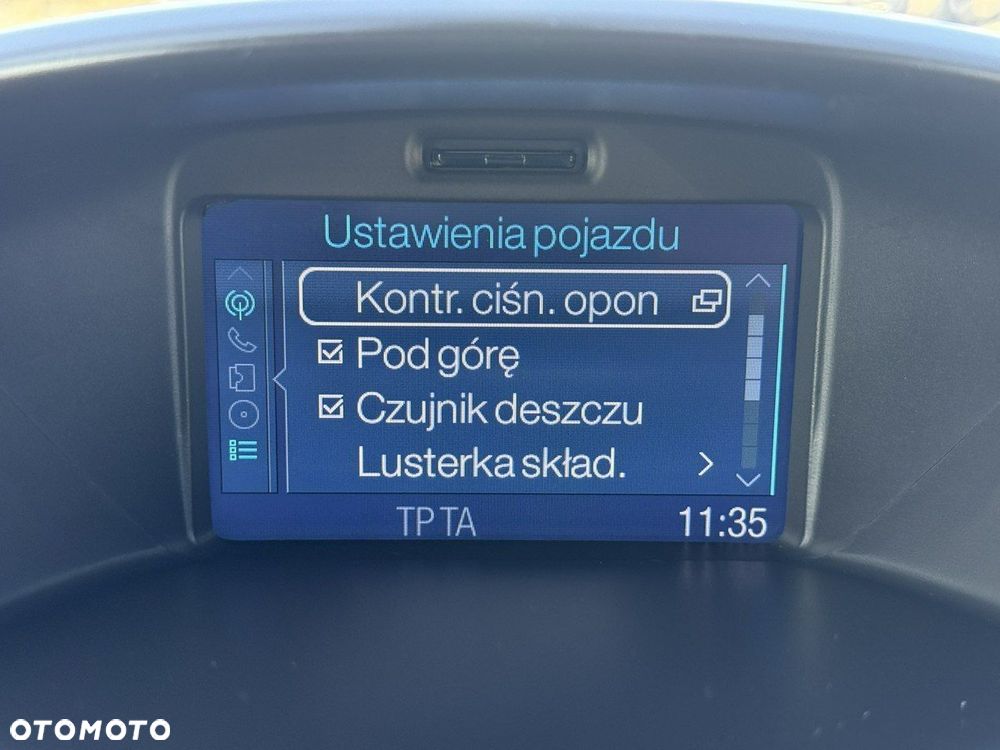 Ustawienia pojazdu
Kontr. ciśn. opon
Pod górę
Czujnik deszczu
Lusterka skład.
TP TA 11:35
OTOMOTO